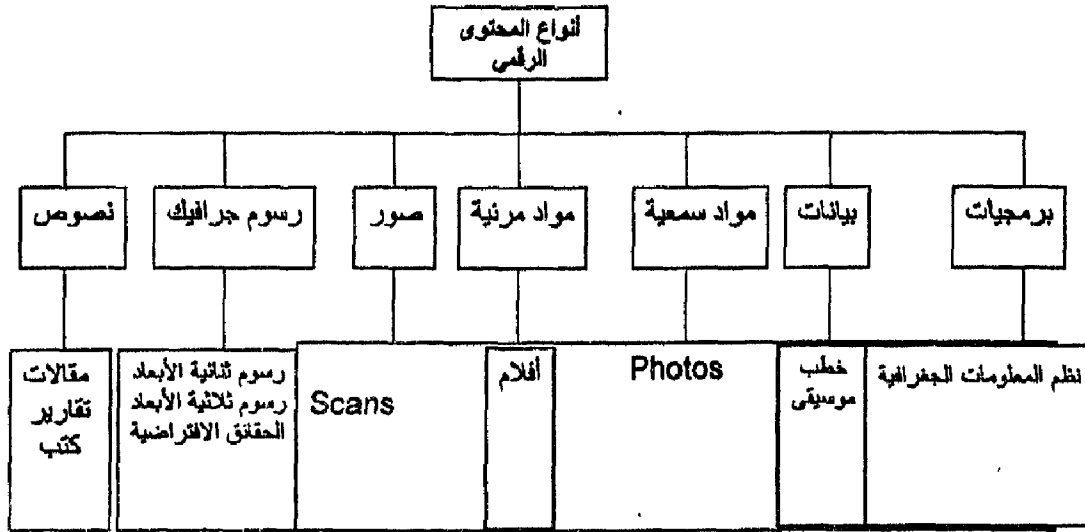 أنواع المحتوى
الرقمي
برمجيات
بيانات
مواد سمعية
مواد مرئية
صور
رسوم جرافيك
نصوص
نظم المعلومات الجغرافية
خطب
موسيقى
Photos
أفلام
Scans
رسوم ثنائية الأبعاد
رسوم ثلاثية الأبعاد
الحقائق الافتراضية
مقالات
تقارير
كتب